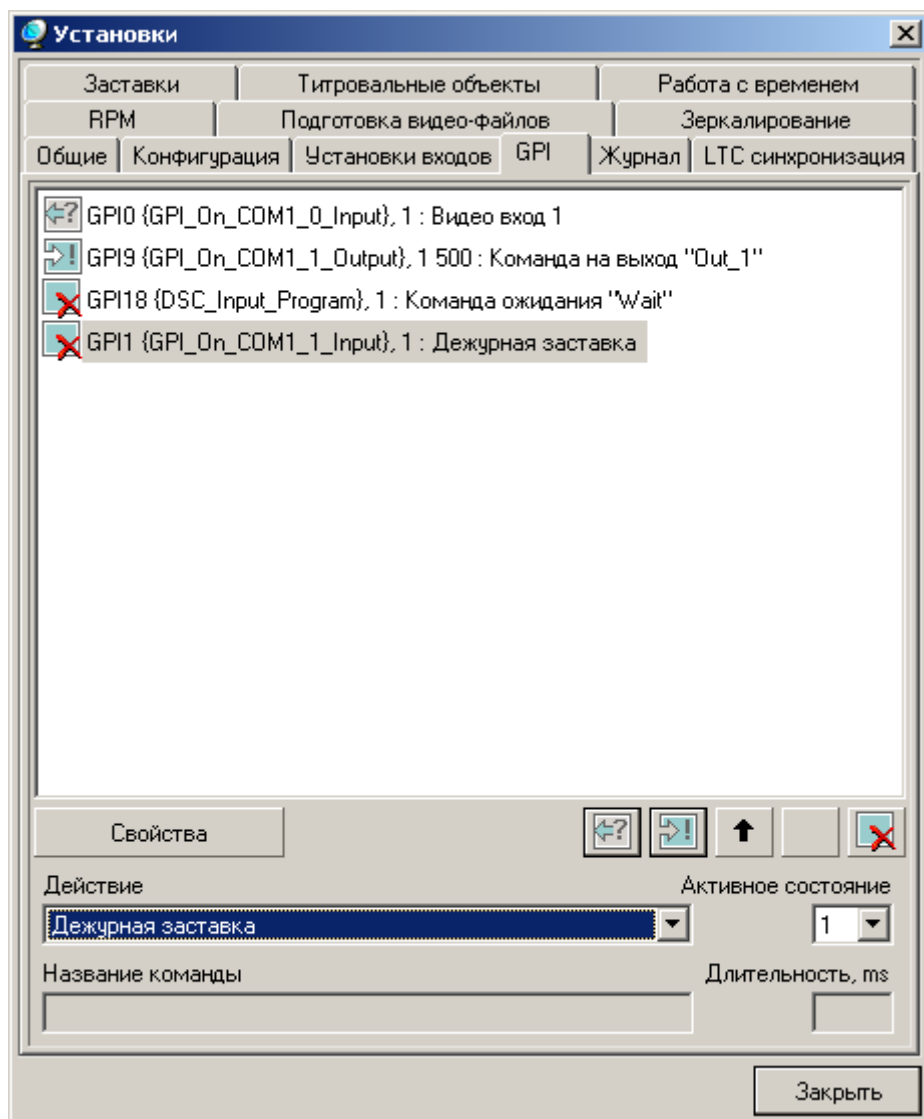 Установки
Заставки Титровальные объекты Работа с временем
RPM Подготовка видео-файлов Зеркалирование
Общие Конфигурация Установки входов GPI Журнал LTC синхронизация
GPI0 {GPI_On_COM1_0_Input}, 1 : Видео вход 1
GPI9 {GPI_On_COM1_1_Output}, 1 500 : Команда на выход "Out_1"
GPI18 {DSC_Input_Program}, 1 : Команда ожидания "Wait"
GPI1 {GPI_On_COM1_1_Input}, 1 : Дежурная заставка
Свойства
Действие Активное состояние
Дежурная заставка 1
Название команды Длительность, ms
Закрыть